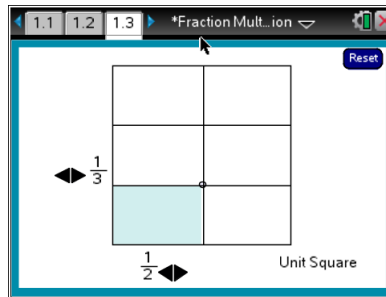 1.1 1.2 1.3 *Fraction Mult...ion
Reset
1/3
1/2
Unit Square